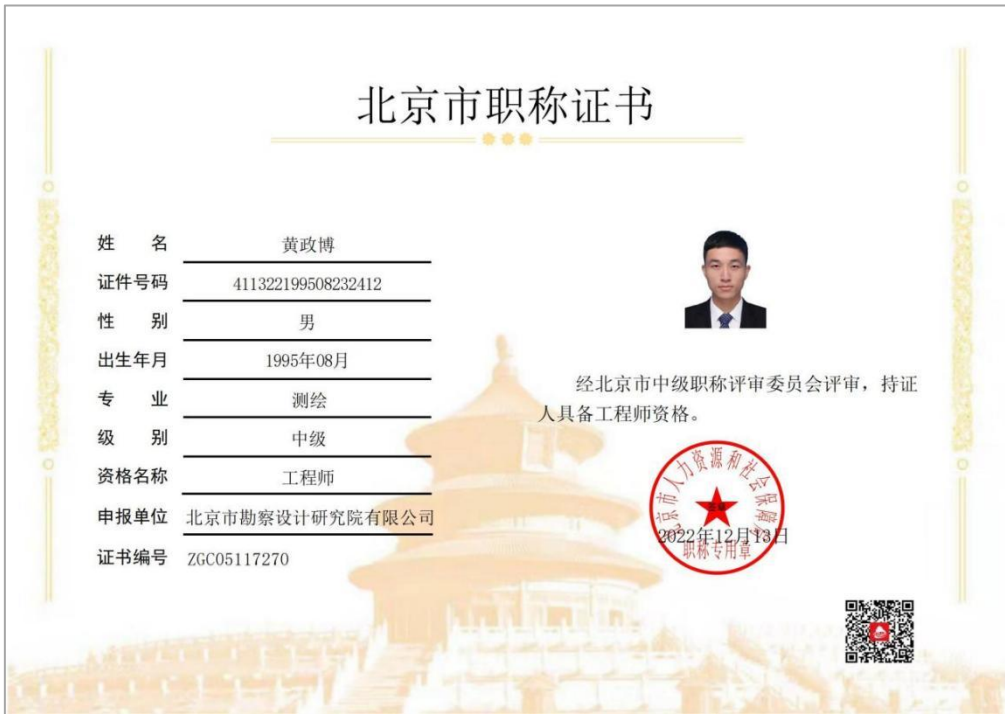 北京市职称证书
姓 名 黄政博
证件号码 411322199508232412
性 别 男
出生年月 1995年08月
专 业 测绘
级 别 中级
资格名称 工程师
申报单位 北京市勘察设计研究院有限公司
证书编号 ZGC05117270
经北京市中级职称评审委员会评审，持证
人具备工程师资格。
北京市人力资源和社会保障局
2022年12月13日
职称专用章